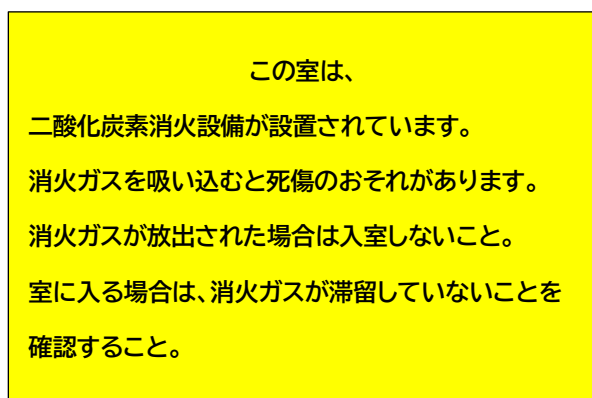 この室は、
二酸化炭素消火設備が設置されています。
消火ガスを吸い込むと死傷のおそれがあります。
消火ガスが放出された場合は入室しないこと。
室に入る場合は、消火ガスが滞留していないことを
確認すること。